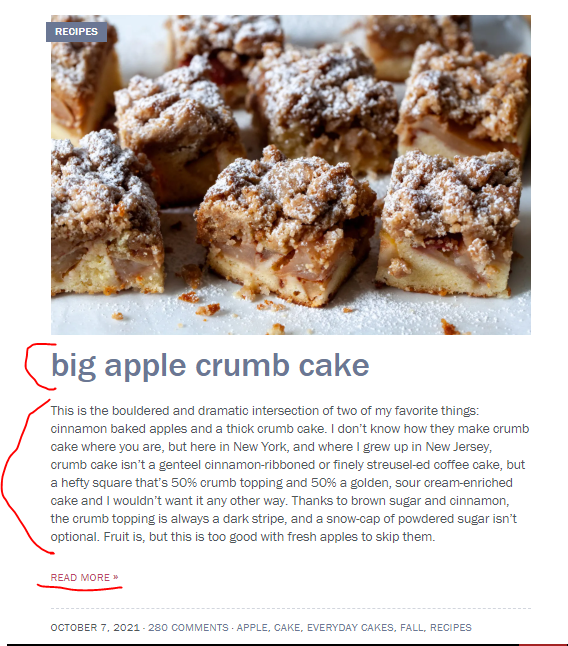 RECIPES
big apple crumb cake
This is the bouldered and dramatic intersection of two of my favorite things:
cinnamon baked apples and a thick crumb cake. I don't know how they make crumb
cake where you are, but here in New York, and where I grew up in New Jersey,
crumb cake isn't a genteel cinnamon-ribboned or finely streusel-ed coffee cake, but
a hefty square that's 50% crumb topping and 50% a golden, sour cream-enriched
cake and I wouldn't want it any other way. Thanks to brown sugar and cinnamon,
the crumb topping is always a dark stripe, and a snow-cap of powdered sugar isn't
optional. Fruit is, but this is too good with fresh apples to skip them.
READ MORE »
OCTOBER 7, 2021 · 280 COMMENTS · APPLE, CAKE, EVERYDAY CAKES, FALL, RECIPES